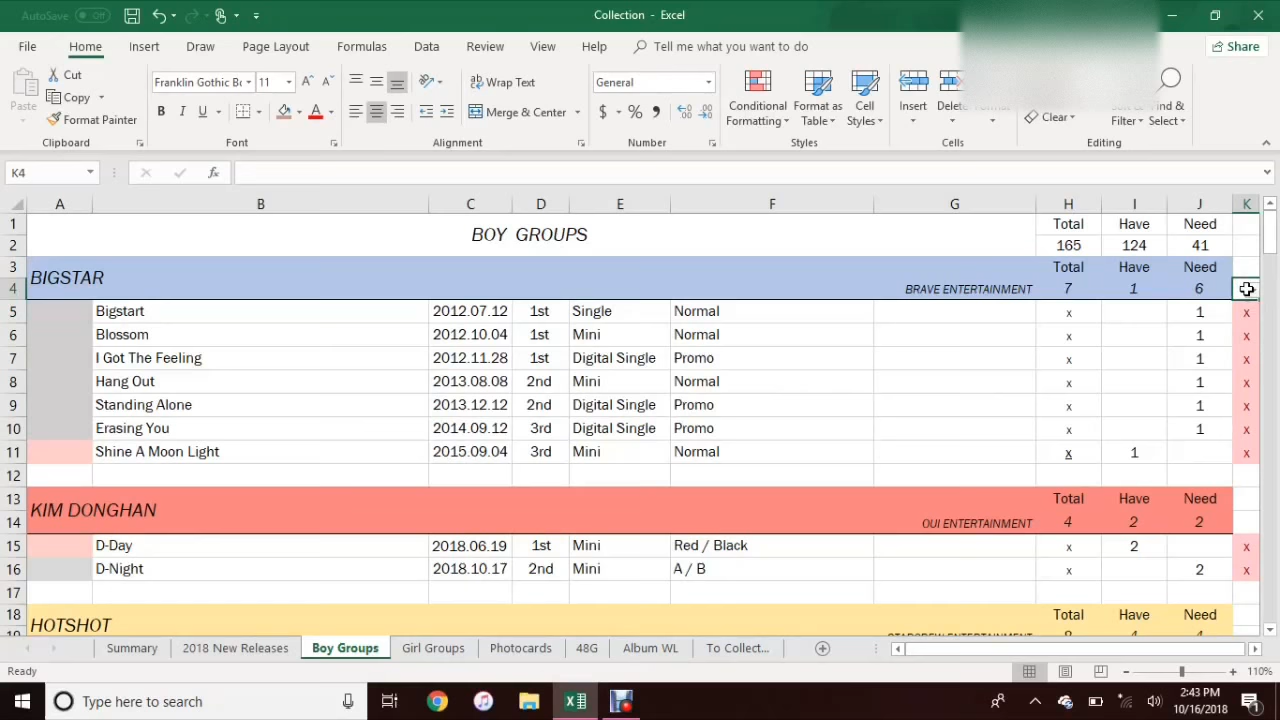 AutoSave Off
Collection - Excel
File Home Insert Draw Page Layout Formulas Data Review View Help Tell me what you want to do Share
Paste
Cut
Copy
Format Painter
Clipboard
Franklin Gothic B 11
B I U
Font
Wrap Text
Merge & Center
Alignment
General
$ % ,
Number
Conditional Formatting
Format as Table
Cell Styles
Styles
Insert Delete
Cells
Clear
Filter
Find & Select
Editing
K4 fx
A B C D E F G H I J K
1 BOY GROUPS Total Have Need
2 165 124 41
3 BIGSTAR Total Have Need
4 BRAVE ENTERTAINMENT 7 1 6
5 Bigstart 2012.07.12 1st Single Normal x 1 x
6 Blossom 2012.10.04 1st Mini Normal x 1 x
7 I Got The Feeling 2012.11.28 1st Digital Single Promo x 1 x
8 Hang Out 2013.08.08 2nd Mini Normal x 1 x
9 Standing Alone 2013.12.12 2nd Digital Single Promo x 1 x
10 Erasing You 2014.09.12 3rd Digital Single Promo x 1 x
11 Shine A Moon Light 2015.09.04 3rd Mini Normal x 1 x
12
13 KIM DONGHAN Total Have Need
14 OUI ENTERTAINMENT 4 2 2
15 D-Day 2018.06.19 1st Mini Red / Black x 2 x
16 D-Night 2018.10.17 2nd Mini A / B x 2 x
17
18 HOTSHOT Total Have Need
Summary 2018 New Releases Boy Groups Girl Groups Photocards 48G Album WL To Collect...
Ready 110%
Type here to search
2:43 PM
10/16/2018
1